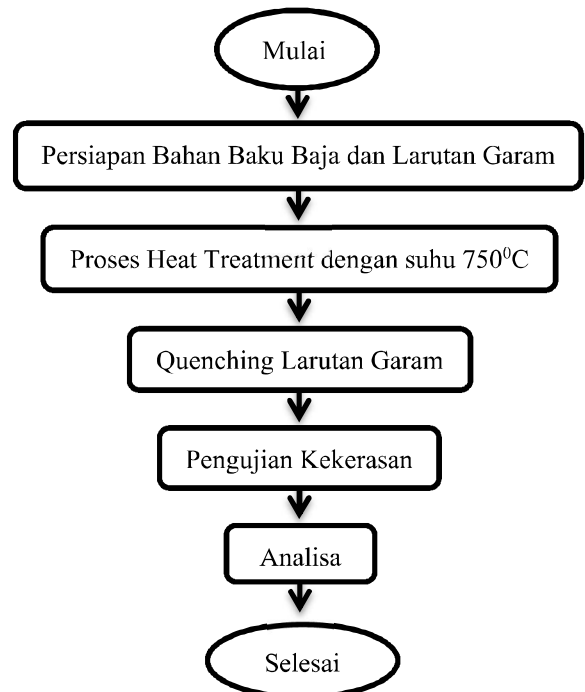 Mulai
Persiapan Bahan Baku Baja dan Larutan Garam
Proses Heat Treatment dengan suhu 750⁰C
Quenching Larutan Garam
Pengujian Kekerasan
Analisa
Selesai